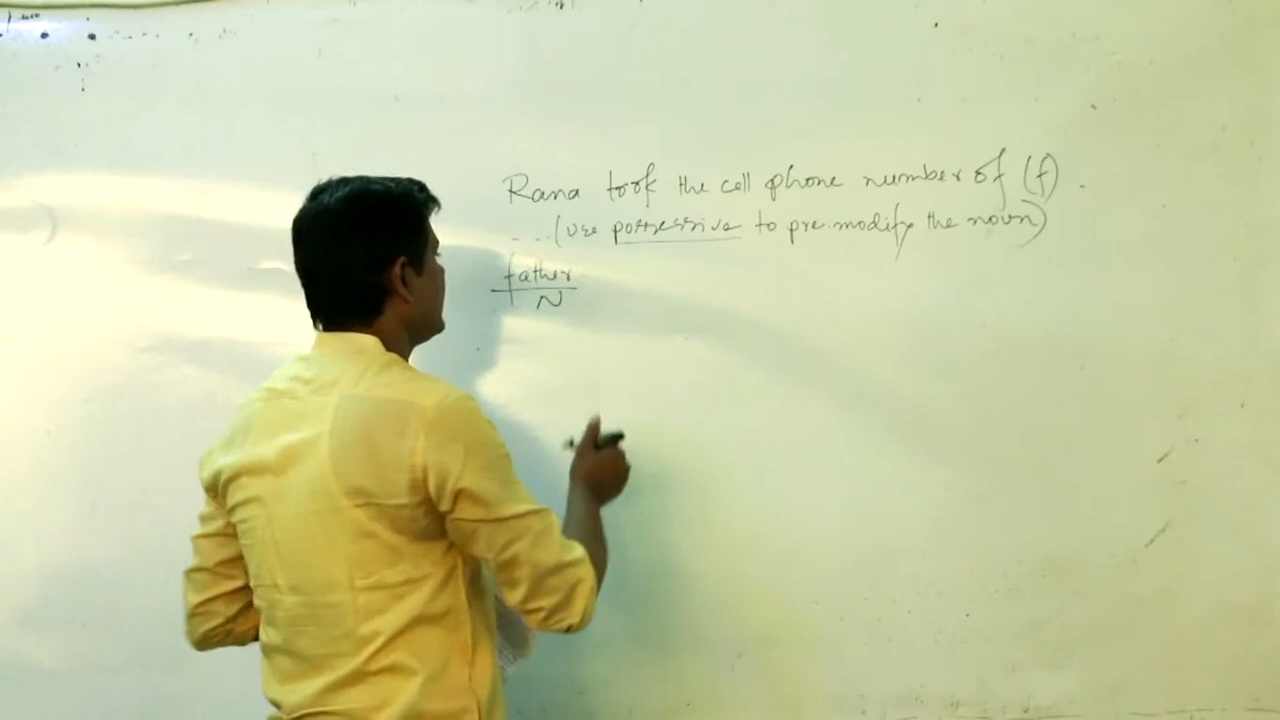 Rana took the cell phone number of (f).
....(use possessive to pre-modify the noun)
father
N